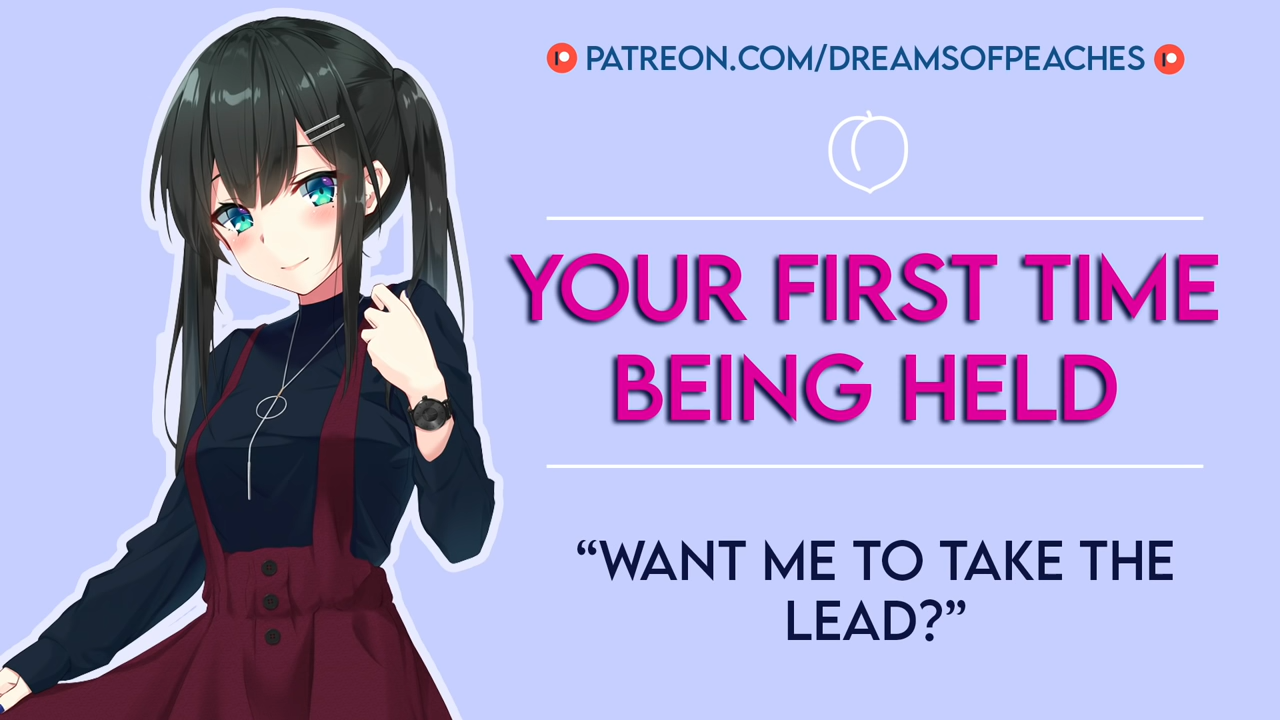 PATREON.COM/DREAMSOFPEACHES
YOUR FIRST TIME
BEING HELD
“WANT ME TO TAKE THE
LEAD?”